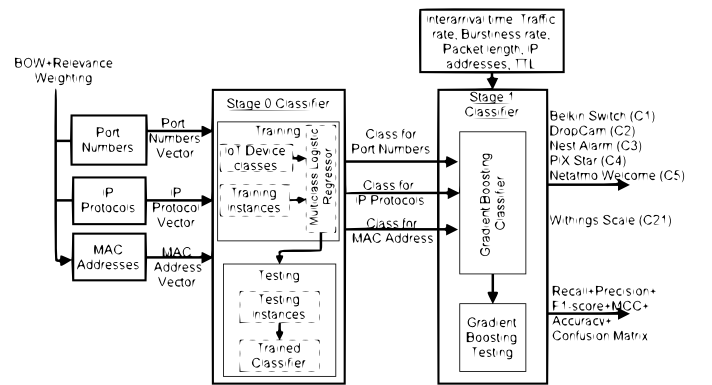 Interarrival time, Traffic
rate, Burstiness rate,
Packet length, IP
addresses, TTL
BOW+Relevance
Weighting
Port
Numbers
Port
Numbers
Vector
IP
Protocols
IP
Protocol
Vector
MAC
Addresses
MAC
Address
Vector
Stage 0 Classifier
Training
IoT Device
classes
Training
Instances
Multiclass Logistic
Regressor
Testing
Testing
Instances
Trained
Classifier
Class for
Port Numbers
Class for
IP Protocols
Class for
MAC Address
Stage 1
Classifier
Gradient Boosting
Classifier
Gradient
Boosting
Testing
Belkin Switch (C1)
DropCam (C2)
Nest Alarm (C3)
PIX Star (C4)
Netatmo Welcome (C5)
Withings Scale (C21)
Recall+Precision+
F1-score+MCC+
Accuracy+
Confusion Matrix